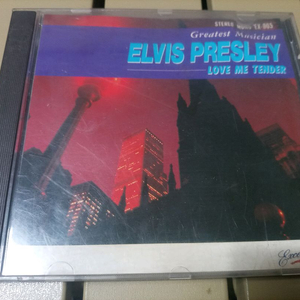 STEREO
Greatest Musician
ELVIS PRESLEY
LOVE ME TENDER